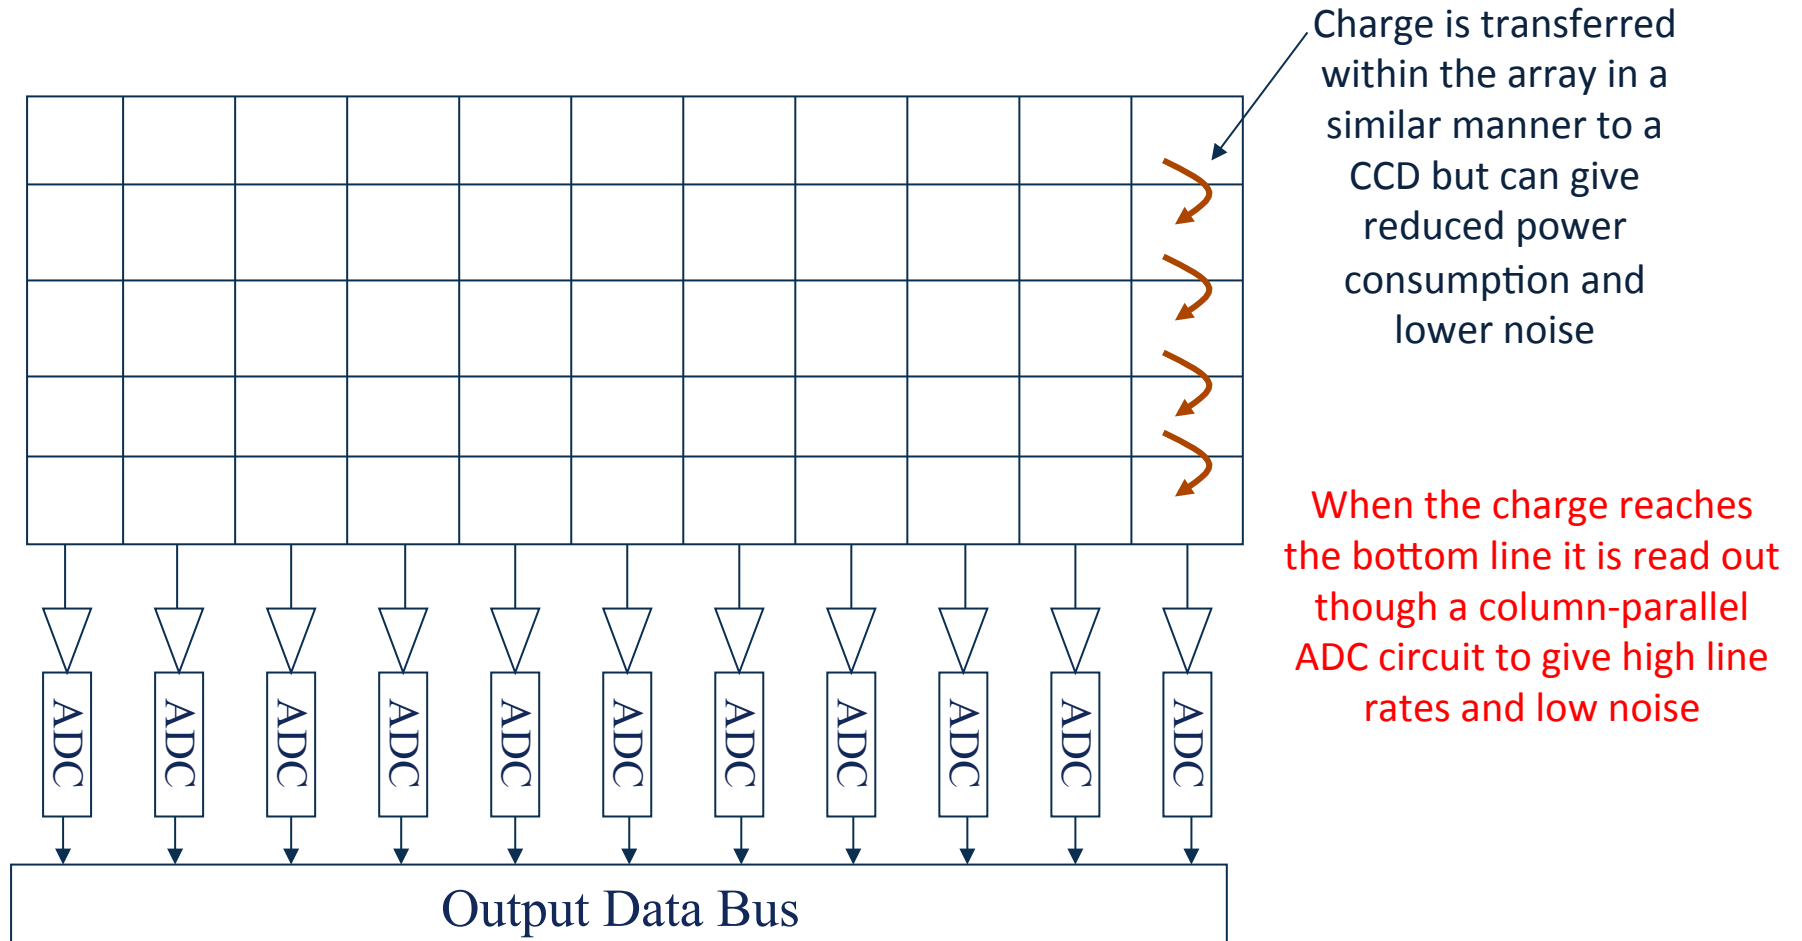 Charge is transferred
within the array in a
similar manner to a
CCD but can give
reduced power
consumption and
lower noise
When the charge reaches
the bottom line it is read out
though a column-parallel
ADC circuit to give high line
rates and low noise
ADC ADC ADC ADC ADC ADC ADC ADC ADC ADC ADC
Output Data Bus